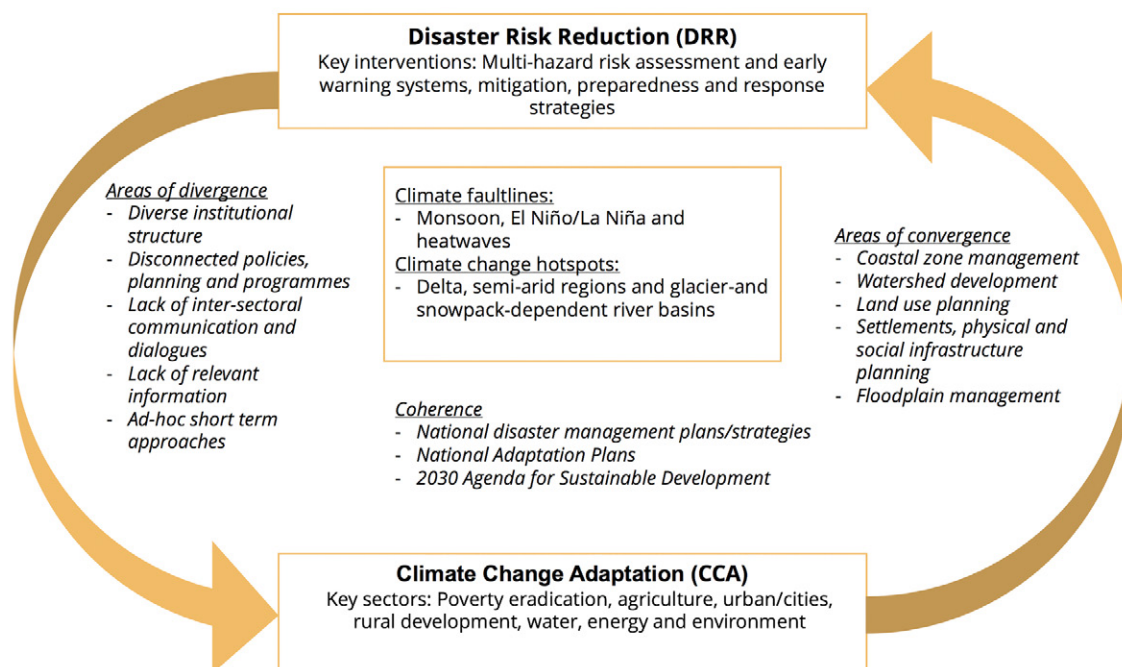 Disaster Risk Reduction (DRR)
Key interventions: Multi-hazard risk assessment and early
warning systems, mitigation, preparedness and response
strategies
Areas of divergence
- Diverse institutional
structure
- Disconnected policies,
planning and programmes
- Lack of inter-sectoral
communication and
dialogues
- Lack of relevant
information
- Ad-hoc short term
approaches
Climate faultlines:
- Monsoon, El Niño/La Niña and
heatwaves
Climate change hotspots:
- Delta, semi-arid regions and glacier-and
snowpack-dependent river basins
Areas of convergence
- Coastal zone management
- Watershed development
- Land use planning
- Settlements, physical and
social infrastructure
planning
- Floodplain management
Coherence
- National disaster management plans/strategies
- National Adaptation Plans
- 2030 Agenda for Sustainable Development
Climate Change Adaptation (CCA)
Key sectors: Poverty eradication, agriculture, urban/cities,
rural development, water, energy and environment